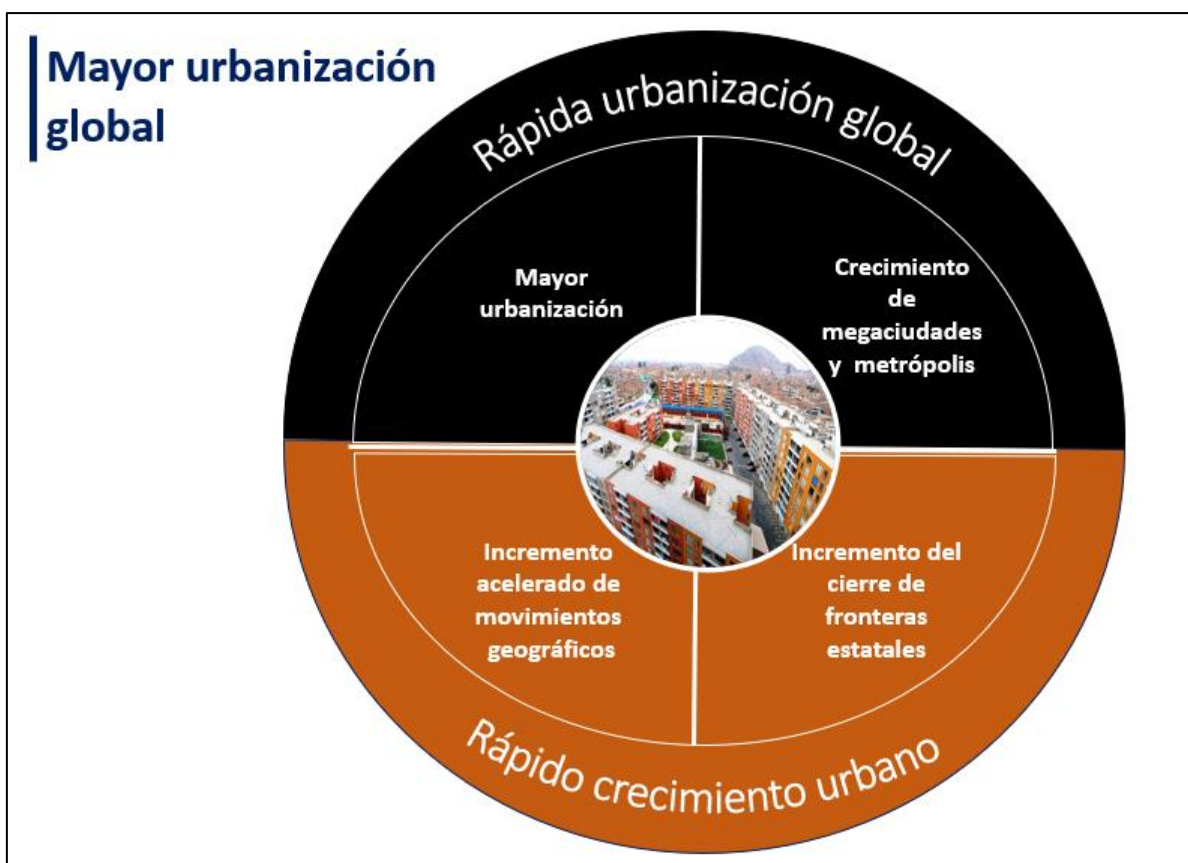 Mayor urbanización
global
Rápida urbanización global
Mayor
urbanización
Crecimiento
de
megaciudades
y metrópolis
Incremento
acelerado de
movimientos
geográficos
Incremento del
cierre de
fronteras
estatales
Rápido crecimiento urbano